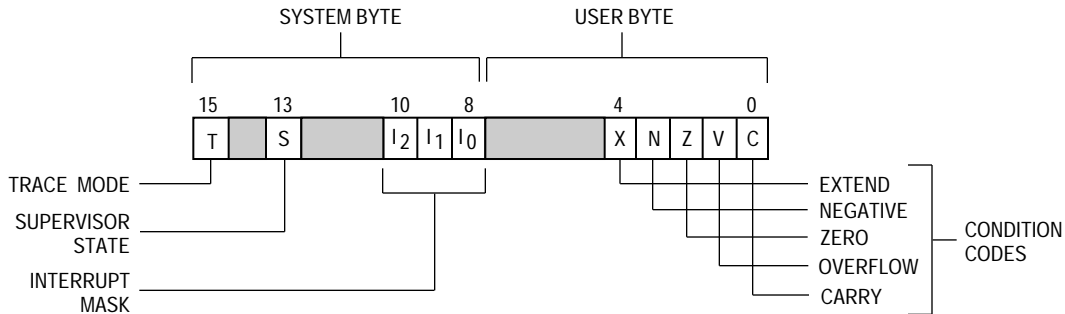 SYSTEM BYTE USER BYTE
15 13 10 8 4 0
T S I2 I1 I0 X N Z V C
TRACE MODE
SUPERVISOR
STATE
INTERRUPT
MASK
EXTEND
NEGATIVE
ZERO
OVERFLOW
CARRY
CONDITION
CODES